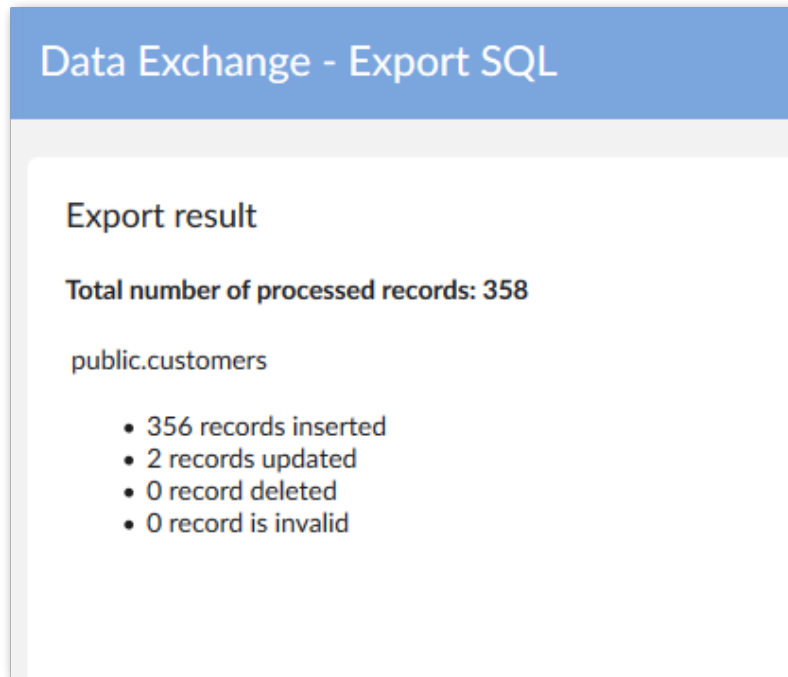 Data Exchange - Export SQL
Export result
Total number of processed records: 358
public.customers
• 356 records inserted
• 2 records updated
• 0 record deleted
• 0 record is invalid